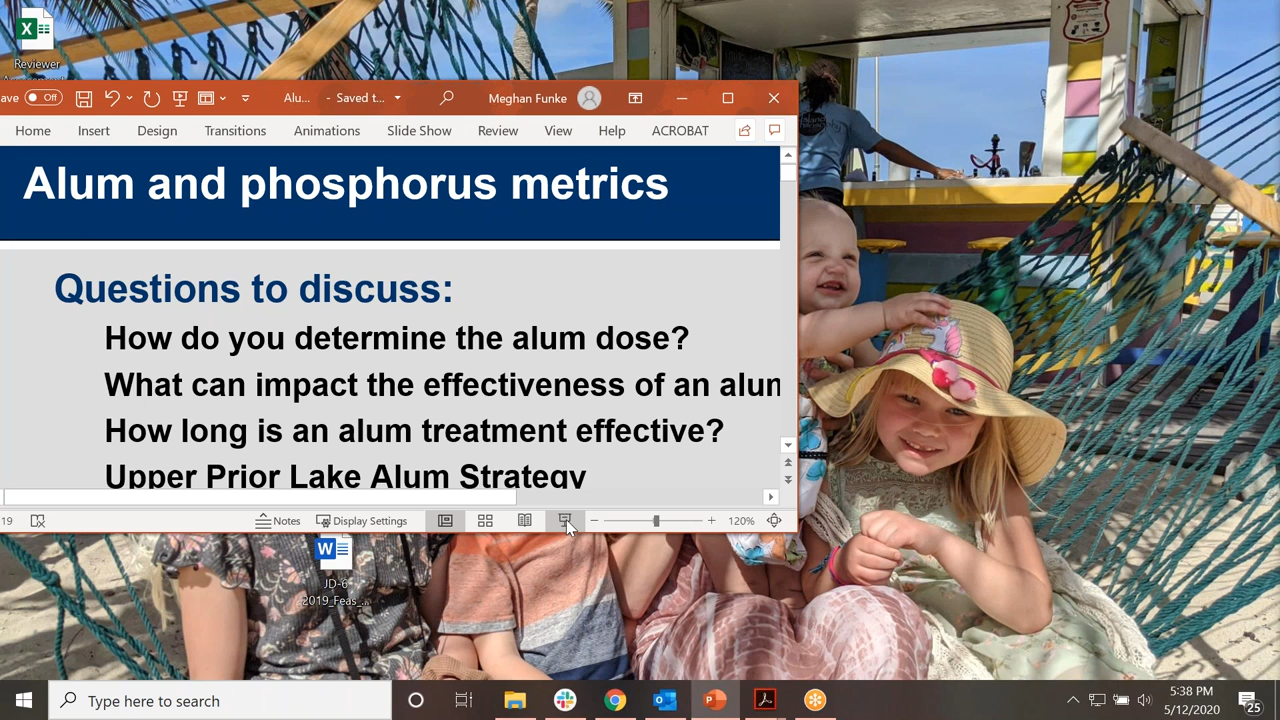 Reviewer
ave Off Alu... - Saved t... Meghan Funke
Home Insert Design Transitions Animations Slide Show Review View Help ACROBAT
Alum and phosphorus metrics
Questions to discuss:
How do you determine the alum dose?
What can impact the effectiveness of an alum
How long is an alum treatment effective?
Upper Prior Lake Alum Strategy
19 Notes Display Settings 120%
JD-6
2019_Feas_...
Type here to search
5:38 PM
5/12/2020
25